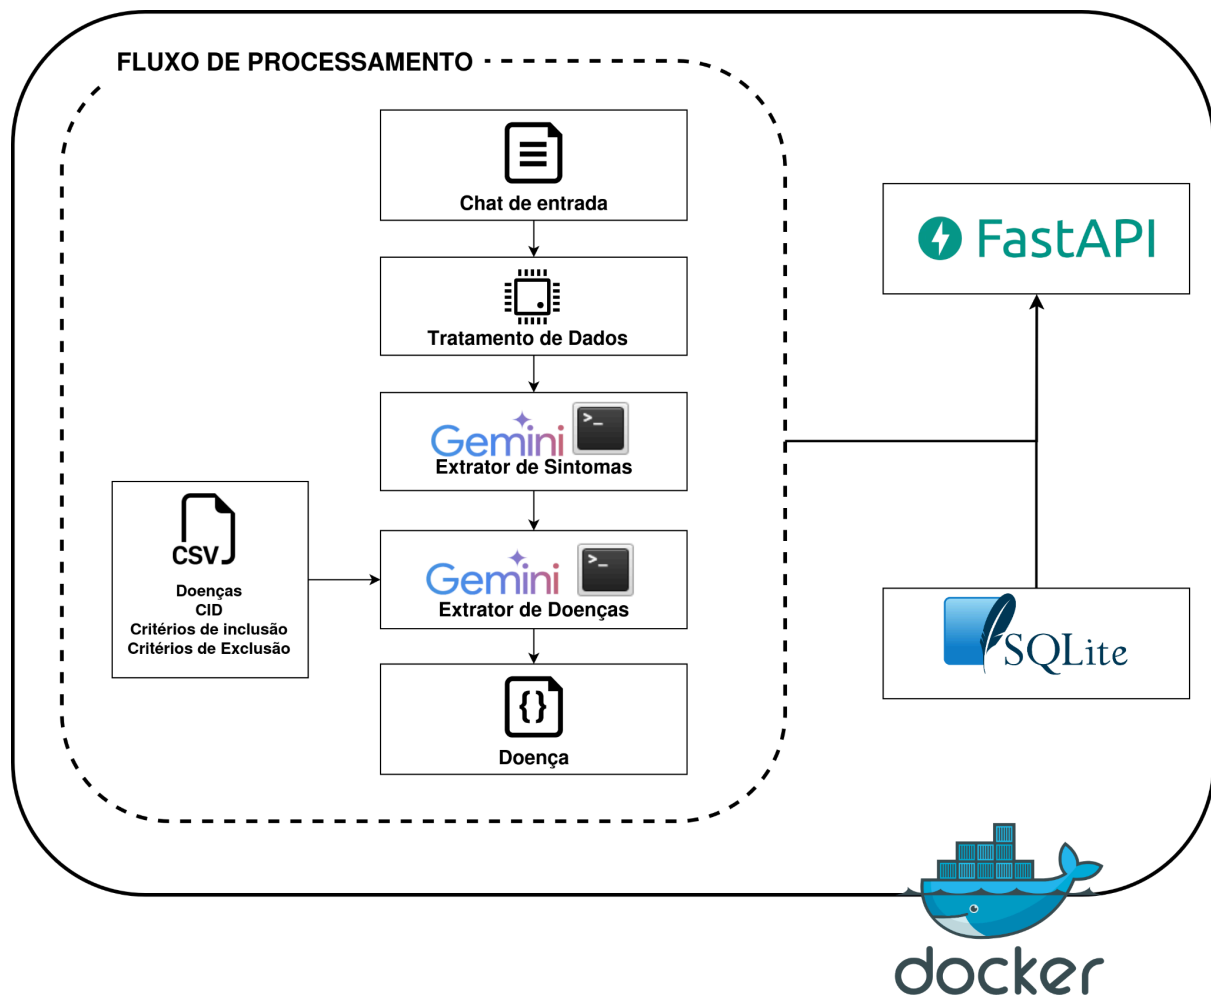 FLUXO DE PROCESSAMENTO
Chat de entrada
Tratamento de Dados
Gemini >_
Extrator de Sintomas
CSV
Doenças
CID
Critérios de inclusão
Critérios de Exclusão
Gemini >_
Extrator de Doenças
{}
Doença
FastAPI
SQLite
docker